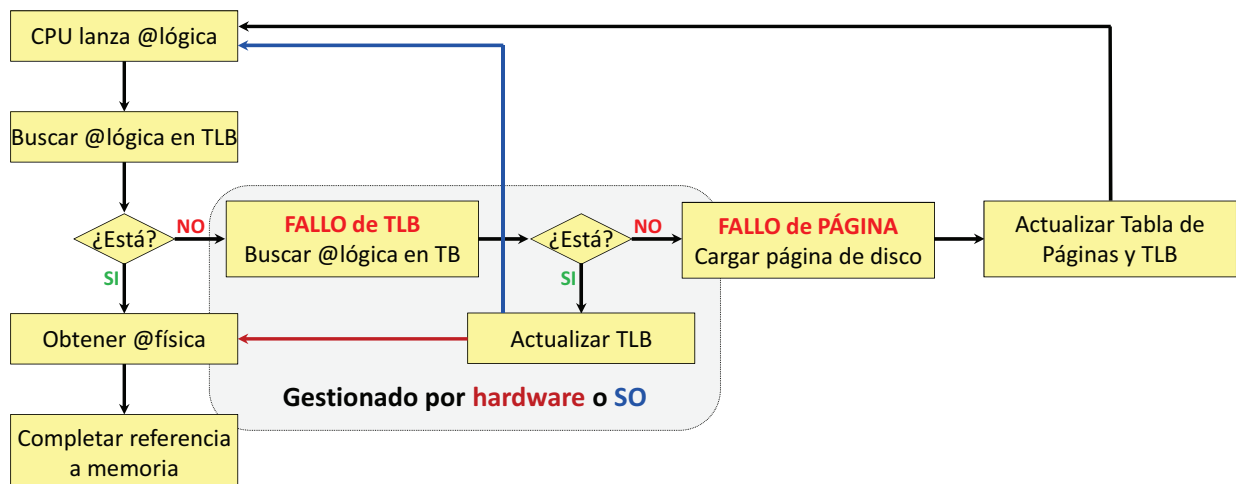 CPU lanza @lógica
Buscar @lógica en TLB
¿Está?
NO
SI
FALLO de TLB
Buscar @lógica en TB
¿Está?
NO
SI
FALLO de PÁGINA
Cargar página de disco
Actualizar Tabla de
Páginas y TLB
Obtener @física
Actualizar TLB
Gestionado por hardware o SO
Completar referencia
a memoria